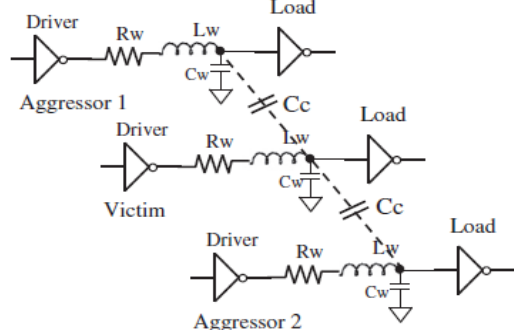 Driver Rw Lw Load
Cw
Aggressor 1 Cc
Driver Rw Lw Load
Cw
Victim Cc
Driver Rw Lw Load
Cw
Aggressor 2